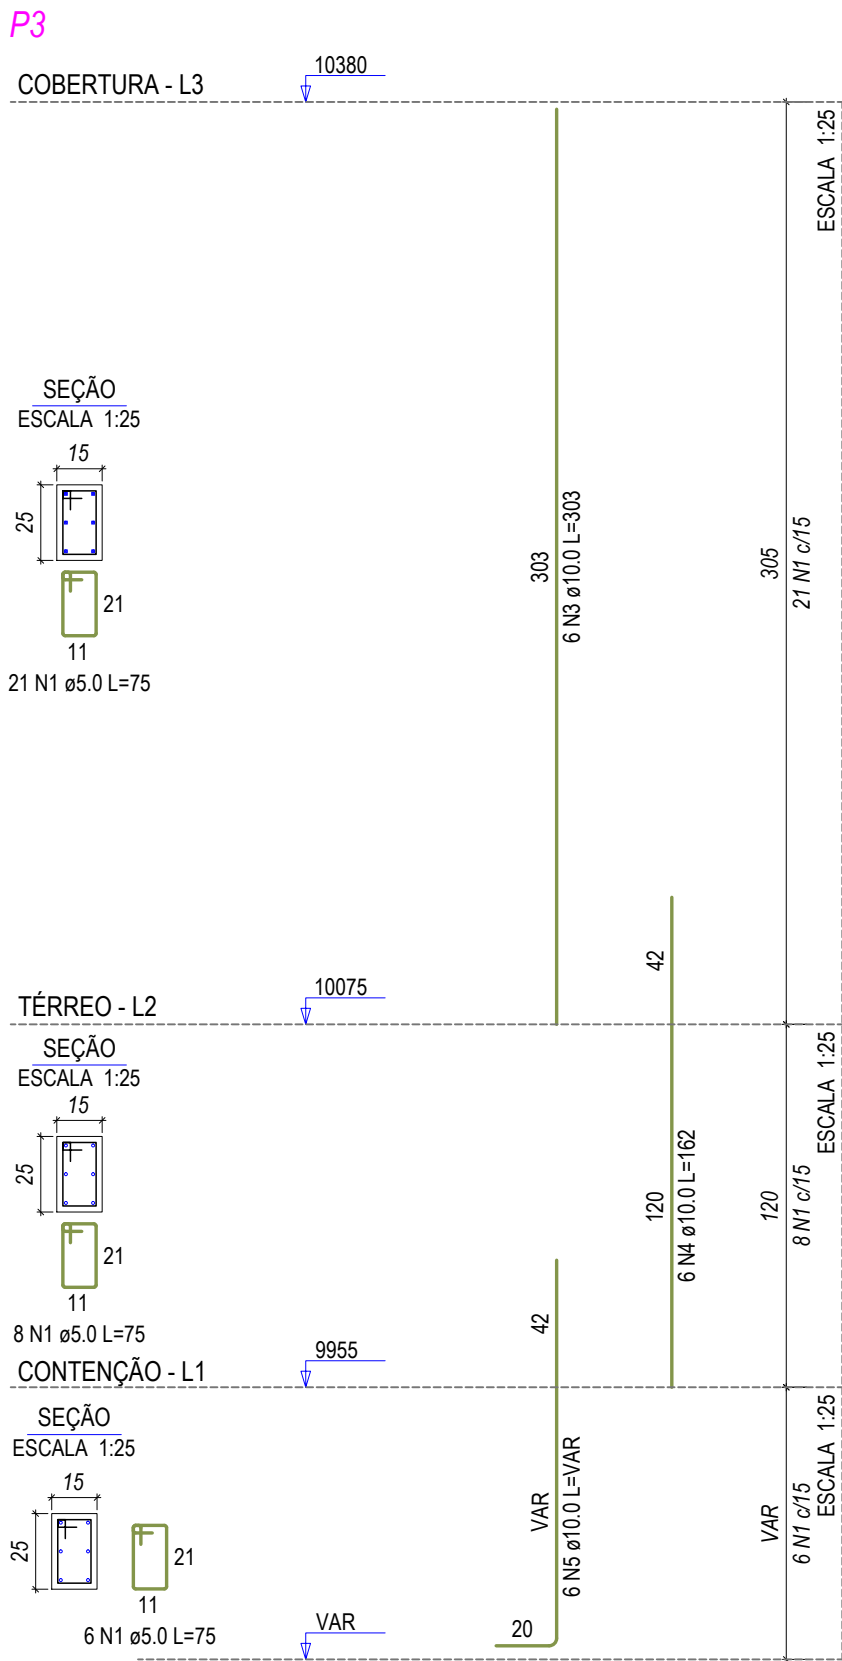 P3
10380
COBERTURA - L3
ESCALA 1:25
SEÇÃO
ESCALA 1:25
15
25
21
11
21 N1 ø5.0 L=75
303
6 N3 ø10.0 L=303
305
21 N1 c/15
42
10075
TÉRREO - L2
ESCALA 1:25
SEÇÃO
ESCALA 1:25
15
25
21
11
8 N1 ø5.0 L=75
120
6 N4 ø10.0 L=162
120
8 N1 c/15
42
9955
CONTENÇÃO - L1
ESCALA 1:25
SEÇÃO
ESCALA 1:25
15
25
21
11
6 N1 ø5.0 L=75
VAR
6 N5 ø10.0 L=VAR
VAR
6 N1 c/15
20
VAR